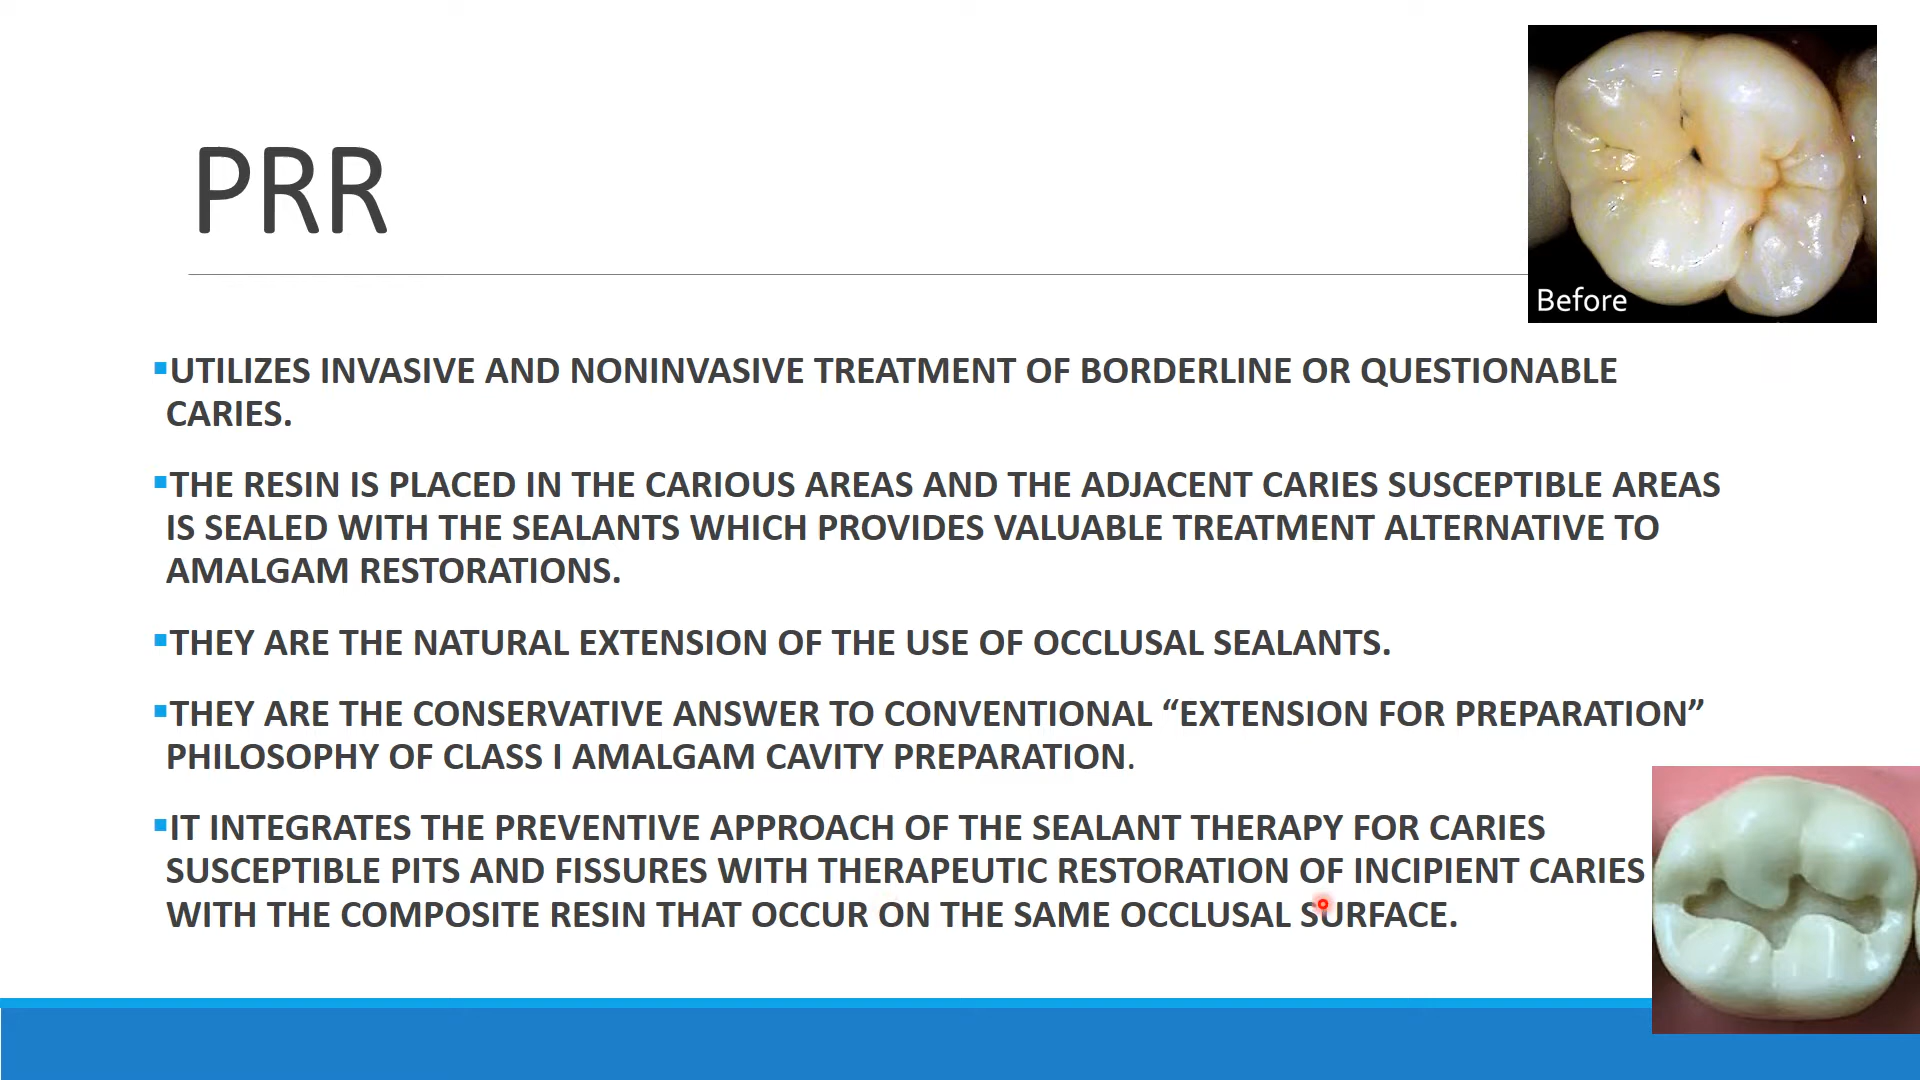 PRR
Before
▪UTILIZES INVASIVE AND NONINVASIVE TREATMENT OF BORDERLINE OR QUESTIONABLE
CARIES.
▪THE RESIN IS PLACED IN THE CARIOUS AREAS AND THE ADJACENT CARIES SUSCEPTIBLE AREAS
IS SEALED WITH THE SEALANTS WHICH PROVIDES VALUABLE TREATMENT ALTERNATIVE TO
AMALGAM RESTORATIONS.
▪THEY ARE THE NATURAL EXTENSION OF THE USE OF OCCLUSAL SEALANTS.
▪THEY ARE THE CONSERVATIVE ANSWER TO CONVENTIONAL “EXTENSION FOR PREPARATION”
PHILOSOPHY OF CLASS I AMALGAM CAVITY PREPARATION.
▪IT INTEGRATES THE PREVENTIVE APPROACH OF THE SEALANT THERAPY FOR CARIES
SUSCEPTIBLE PITS AND FISSURES WITH THERAPEUTIC RESTORATION OF INCIPIENT CARIES
WITH THE COMPOSITE RESIN THAT OCCUR ON THE SAME OCCLUSAL SURFACE.